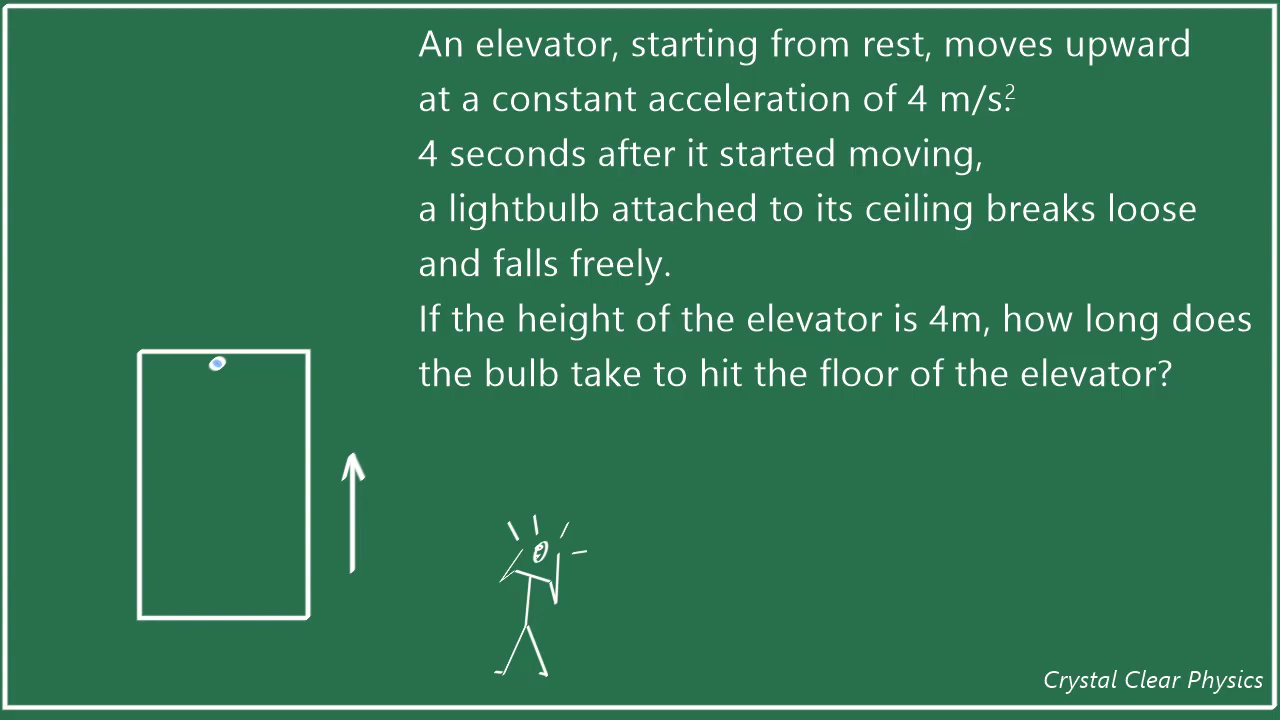 An elevator, starting from rest, moves upward
at a constant acceleration of 4 m/s².
4 seconds after it started moving,
a lightbulb attached to its ceiling breaks loose
and falls freely.
If the height of the elevator is 4m, how long does
the bulb take to hit the floor of the elevator?
Crystal Clear Physics